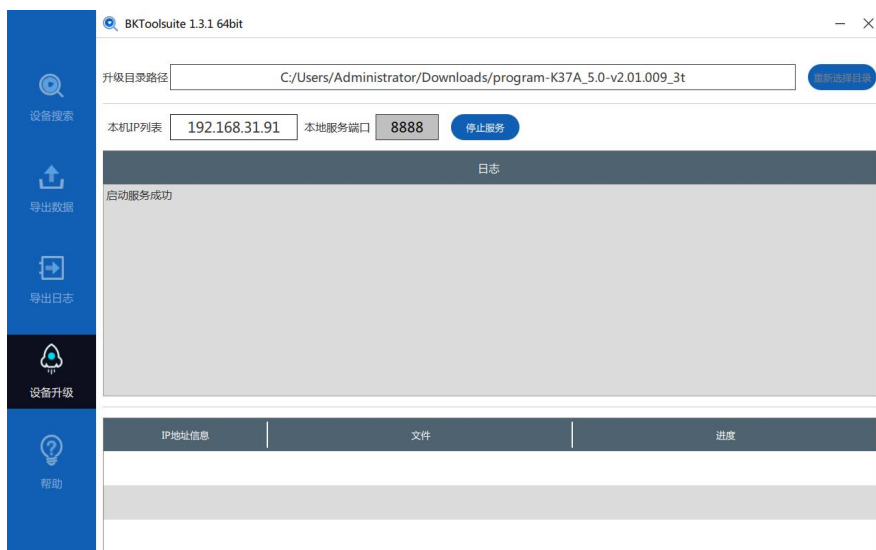 BKToolsuite 1.3.1 64bit
升级目录路径 C:/Users/Administrator/Downloads/program-K37A_5.0-v2.01.009_3t 重新选择目录
设备搜索
本机IP列表 192.168.31.91 本地服务端口 8888 停止服务
日志
启动服务成功
导出数据
导出日志
设备升级
IP地址信息 文件 进度
帮助